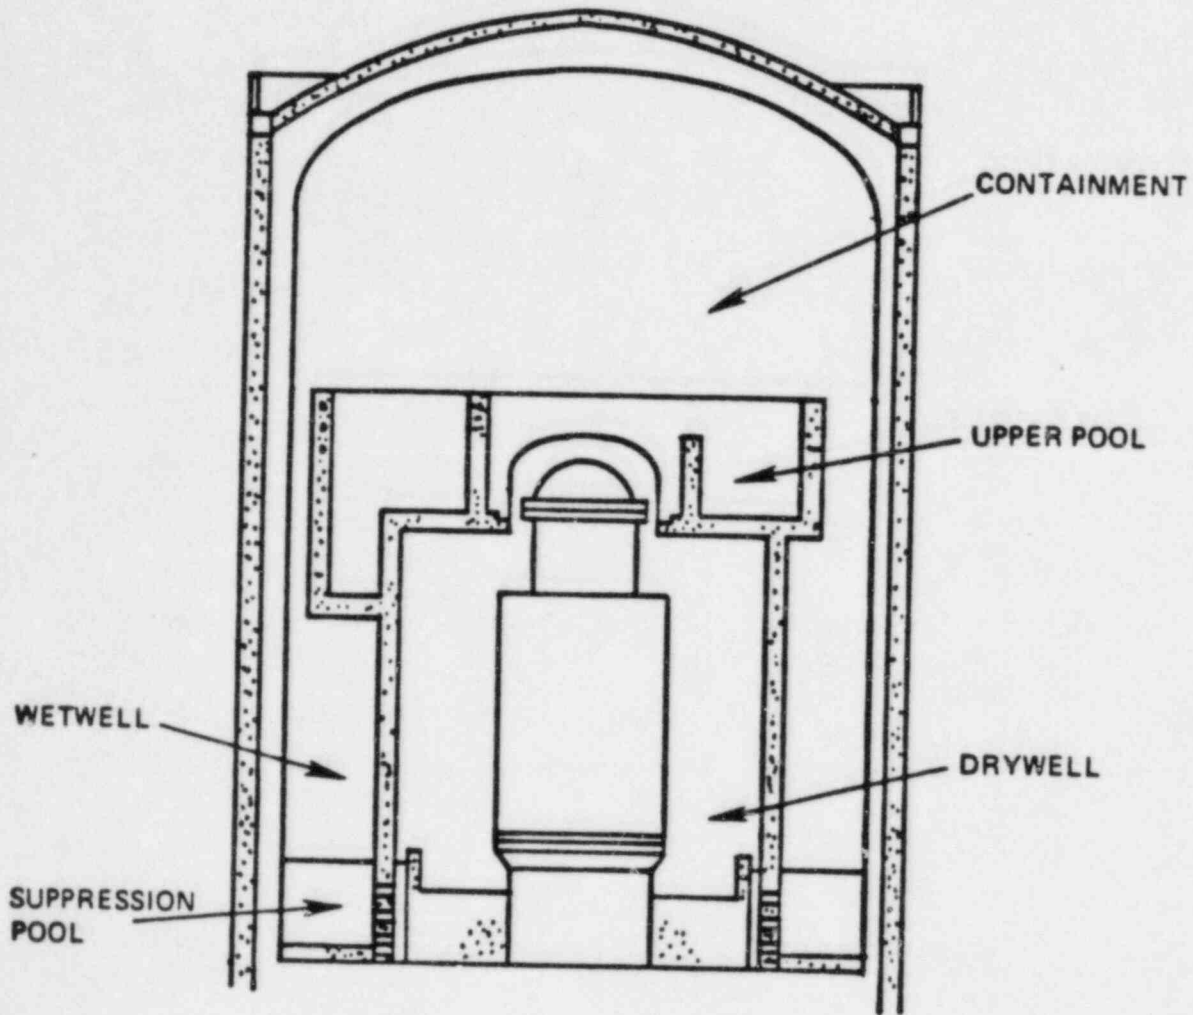 CONTAINMENT
UPPER POOL
WETWELL
DRYWELL
SUPPRESSION
POOL